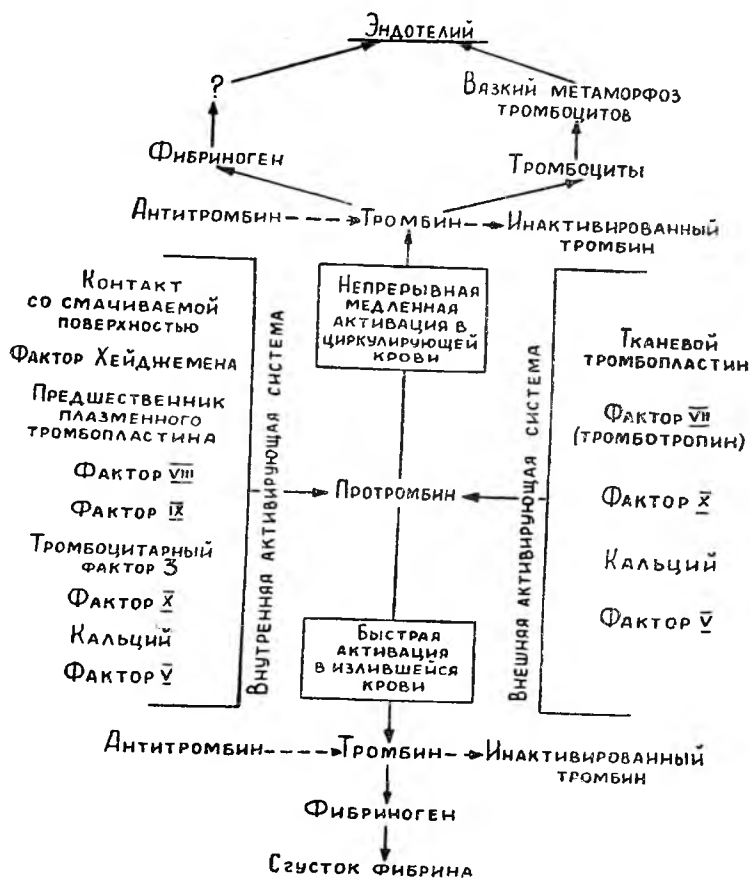 Эндотелий
?
Вязкий метаморфоз
тромбоцитов
Фибриноген
Тромбоциты
Антитромбин
Тромбин
Инактивированный
тромбин
Контакт
со смачиваемой
поверхностью
Фактор Хейджемена
Предшественник
плазменного
тромбопластина
Фактор VIII
Фактор IX
Тромбоцитарный
фактор 3
Фактор X
Кальций
Фактор V
Внутренняя активирующая система
Непрерывная
медленная
активация в
циркулирующей
крови
Протромбин
Быстрая
активация
в излившейся
крови
Внешняя активирующая система
Тканевой
тромбопластин
Фактор VII
(тромботропин)
Фактор X
Кальций
Фактор V
Антитромбин
Тромбин
Инактивированный
тромбин
Фибриноген
Сгусток фибрина